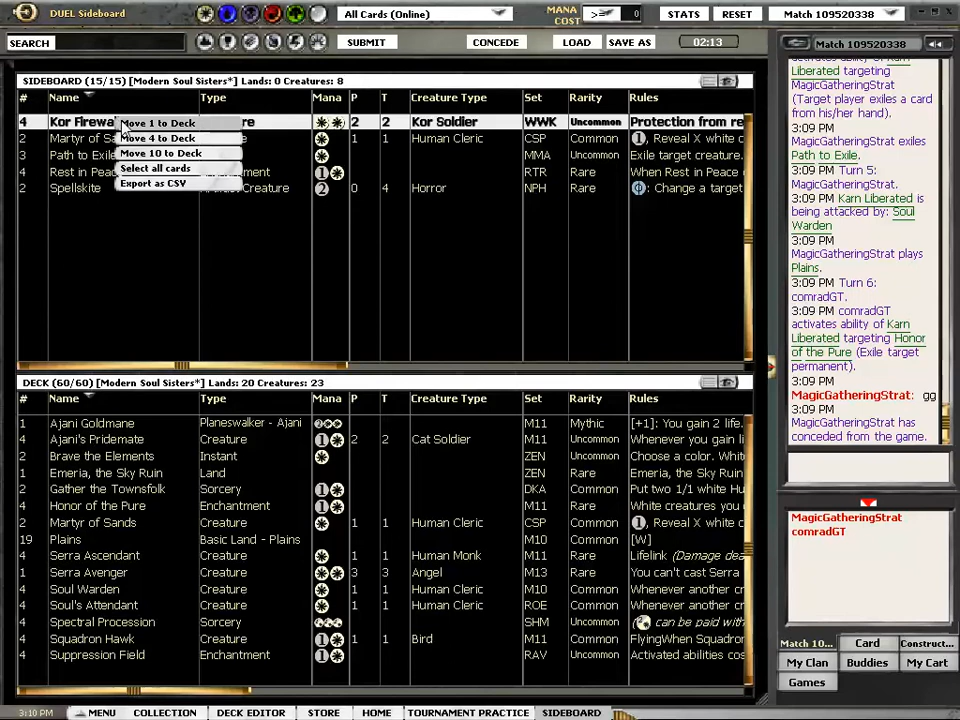 DUEL Sideboard
All Cards (Online)
MANA COST
0
STATS
RESET
Match 109520338
SEARCH
SUBMIT
CONCEDE
LOAD
SAVE AS
02:13
Match 109520338
SIDEBOARD (15/15) [Modern Soul Sisters*] Lands: 0 Creatures: 8
# Name Type Mana P T Creature Type Set Rarity Rules
4 Kor Firewa 2 2 Kor Soldier WWK Uncommon Protection from re
2 Martyr of Sa 1 1 Human Cleric CSP Common 1, Reveal X white c
3 Path to Exile MMA Uncommon Exile target creature.
4 Rest in Peac RTR Rare When Rest in Peace
2 Spellskite Creature 2 0 4 Horror NPH Rare : Change a target
Move 1 to Deck
Move 4 to Deck
Move 10 to Deck
Select all cards
Export as CSV
DECK (60/60) [Modern Soul Sisters*] Lands: 20 Creatures: 23
# Name Type Mana P T Creature Type Set Rarity Rules
1 Ajani Goldmane Planeswalker - Ajani 2 M11 Mythic [+1]: You gain 2 life.
4 Ajani's Pridemate Creature 1 2 2 Cat Soldier M11 Uncommon Whenever you gain li
2 Brave the Elements Instant ZEN Uncommon Choose a color. White
1 Emeria, the Sky Ruin Land ZEN Rare Emeria, the Sky Ruin
2 Gather the Townsfolk Sorcery 1 DKA Common Put two 1/1 white Hu
4 Honor of the Pure Enchantment 1 M11 Rare White creatures you c
2 Martyr of Sands Creature 1 1 Human Cleric CSP Common 1, Reveal X white c
19 Plains Basic Land - Plains M10 Common [W]
4 Serra Ascendant Creature 1 1 Human Monk M11 Rare Lifelink (Damage dea
1 Serra Avenger Creature 3 3 Angel M13 Rare You can't cast Serra
4 Soul Warden Creature 1 1 Human Cleric M10 Common Whenever another cr
4 Soul's Attendant Creature 1 1 Human Cleric ROE Common Whenever another cr
4 Spectral Procession Sorcery SHM Uncommon ( can be paid with
4 Squadron Hawk Creature 1 1 1 Bird M11 Common FlyingWhen Squadron
4 Suppression Field Enchantment 1 RAV Uncommon Activated abilities cos
ability of Karn
Liberated targeting
MagicGatheringStrat
(Target player exiles a card
from his/her hand).
3:09 PM
MagicGatheringStrat exiles
Path to Exile.
3:09 PM Turn 5:
MagicGatheringStrat.
3:09 PM Karn Liberated is
being attacked by: Soul
Warden
3:09 PM
MagicGatheringStrat plays
Plains.
3:09 PM Turn 6:
comradGT.
3:09 PM comradGT
activates ability of Karn
Liberated targeting Honor
of the Pure (Exile target
permanent).
3:09 PM
MagicGatheringStrat: gg
3:09 PM
MagicGatheringStrat has
conceded from the game.
MagicGatheringStrat
comradGT
Match 10...
Card
Construct...
My Clan
Buddies
My Cart
Games
3:10 PM
MENU
COLLECTION
DECK EDITOR
STORE
HOME
TOURNAMENT PRACTICE
SIDEBOARD